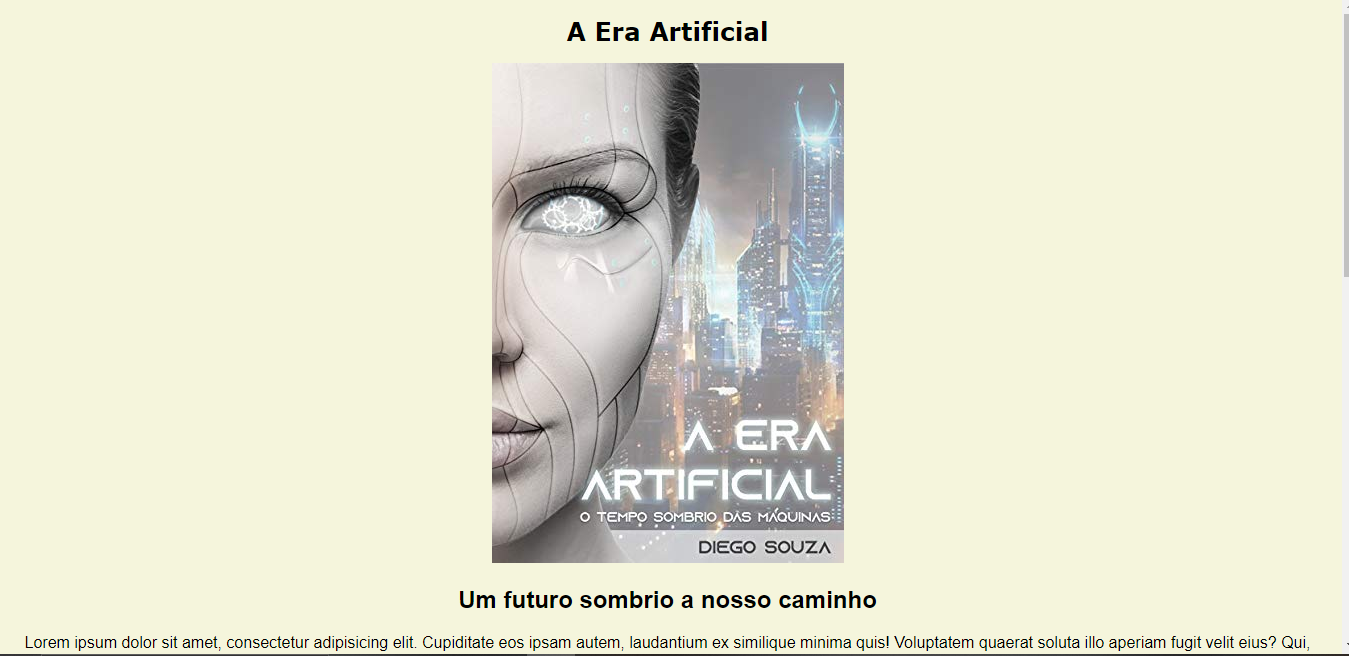 A Era Artificial
A ERA
ARTIFICIAL
O TEMPO SOMBRIO DAS MÁQUINAS
DIEGO SOUZA
Um futuro sombrio a nosso caminho
Lorem ipsum dolor sit amet, consectetur adipisicing elit. Cupiditate eos ipsam autem, laudantium ex similique minima quis! Voluptatem quaerat soluta illo aperiam fugit velit eius? Qui,